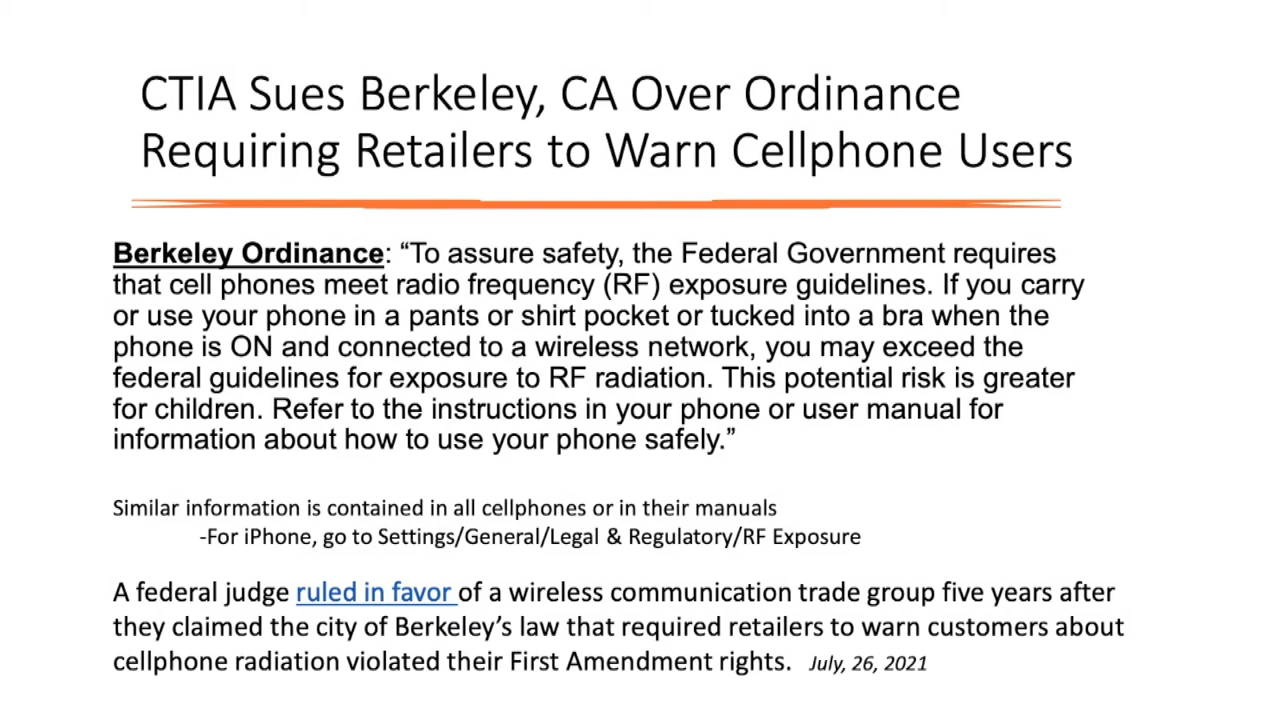 CTIA Sues Berkeley, CA Over Ordinance
Requiring Retailers to Warn Cellphone Users
Berkeley Ordinance: “To assure safety, the Federal Government requires
that cell phones meet radio frequency (RF) exposure guidelines. If you carry
or use your phone in a pants or shirt pocket or tucked into a bra when the
phone is ON and connected to a wireless network, you may exceed the
federal guidelines for exposure to RF radiation. This potential risk is greater
for children. Refer to the instructions in your phone or user manual for
information about how to use your phone safely.”
Similar information is contained in all cellphones or in their manuals
-For iPhone, go to Settings/General/Legal & Regulatory/RF Exposure
A federal judge ruled in favor of a wireless communication trade group five years after
they claimed the city of Berkeley’s law that required retailers to warn customers about
cellphone radiation violated their First Amendment rights. July, 26, 2021